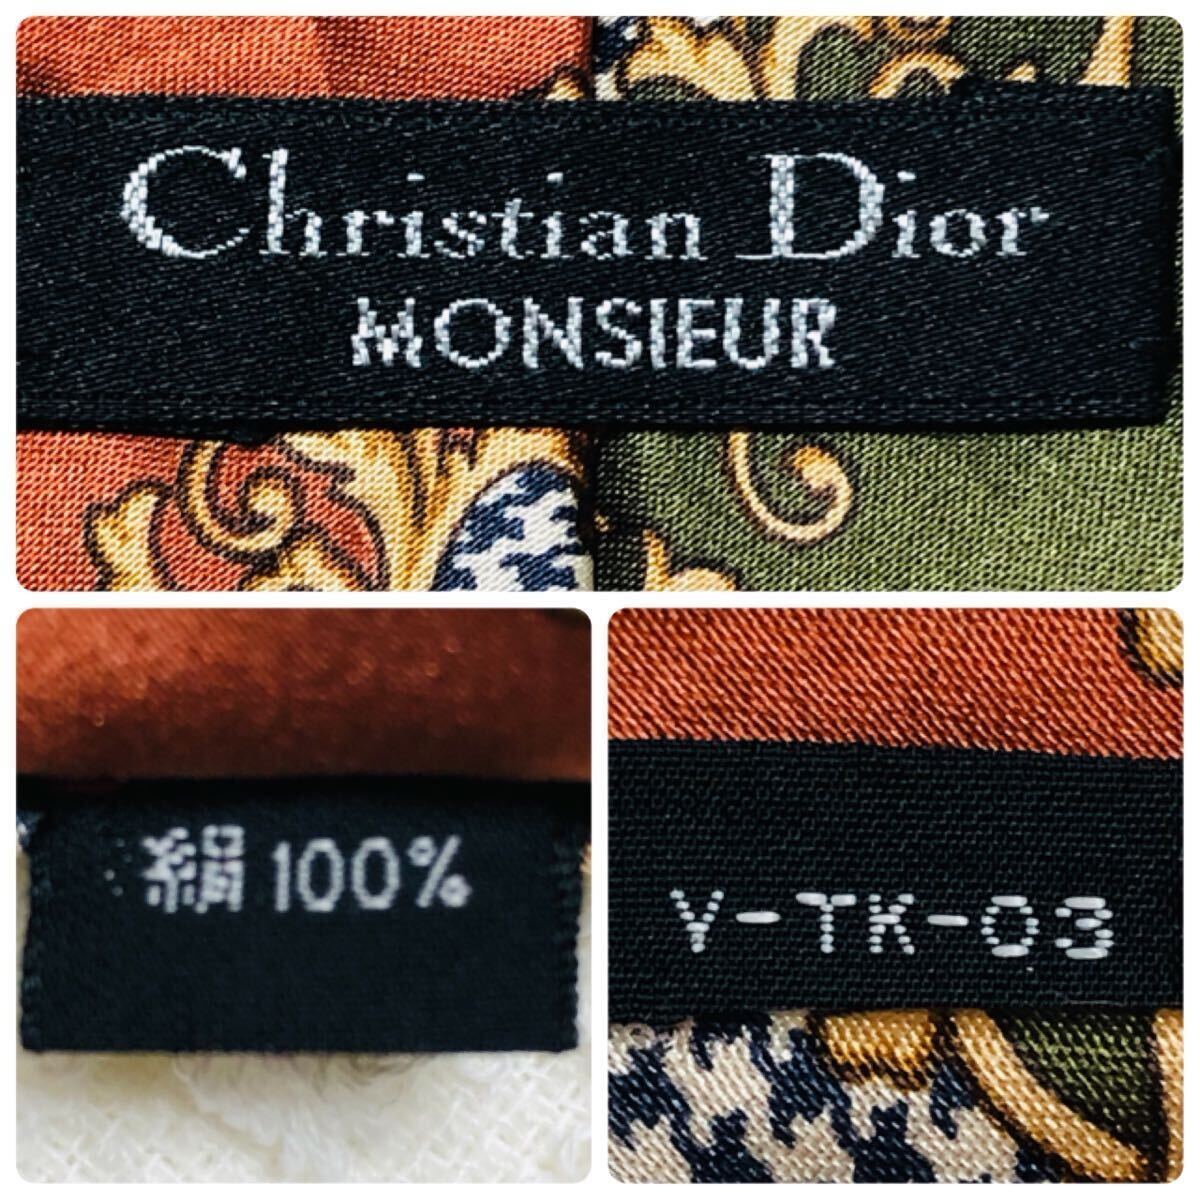 Christian Dior
MONSIEUR
絹 100%
Y-TK-03